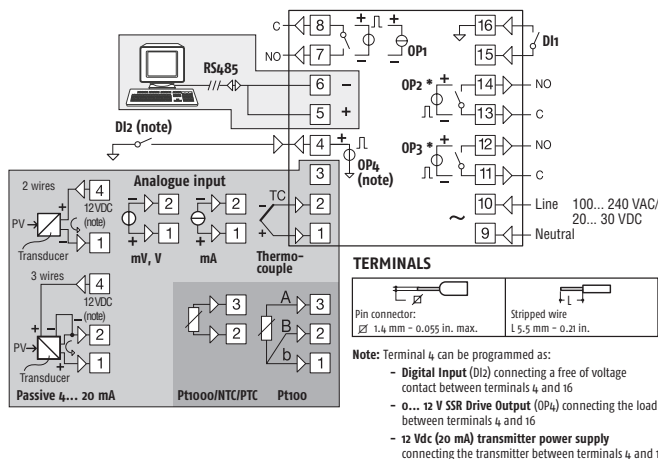 C
8
+
OP1
NO
7
–
RS485
6
–
5
+
DI2 (note)
4
+
OP4
(note)
3
2
1
16
DI1
15
OP2 *
+
–
14
NO
13
C
OP3 *
+
–
12
NO
11
C
~
10
Line
100... 240 VAC/
20... 30 VDC
9
Neutral
Analogue input
2 wires
4
12VDC
(note)
+
PV
–
1
Transducer
–
2
+
1
mV, V
–
2
+
1
mA
TC
–
+
Thermo-
couple
3 wires
4
12VDC
(note)
+
–
2
PV
+
1
Transducer
Passive 4... 20 mA
3
2
Pt1000/NTC/PTC
A
3
B
2
b
1
Pt100
TERMINALS
Pin connector:
Ø 1.4 mm - 0.055 in. max.
L
Stripped wire
L 5.5 mm - 0.21 in.
Note: Terminal 4 can be programmed as:
- Digital Input (DI2) connecting a free of voltage
contact between terminals 4 and 16
- 0... 12 V SSR Drive Output (OP4) connecting the load
between terminals 4 and 16
- 12 Vdc (20 mA) transmitter power supply
connecting the transmitter between terminals 4 and 1